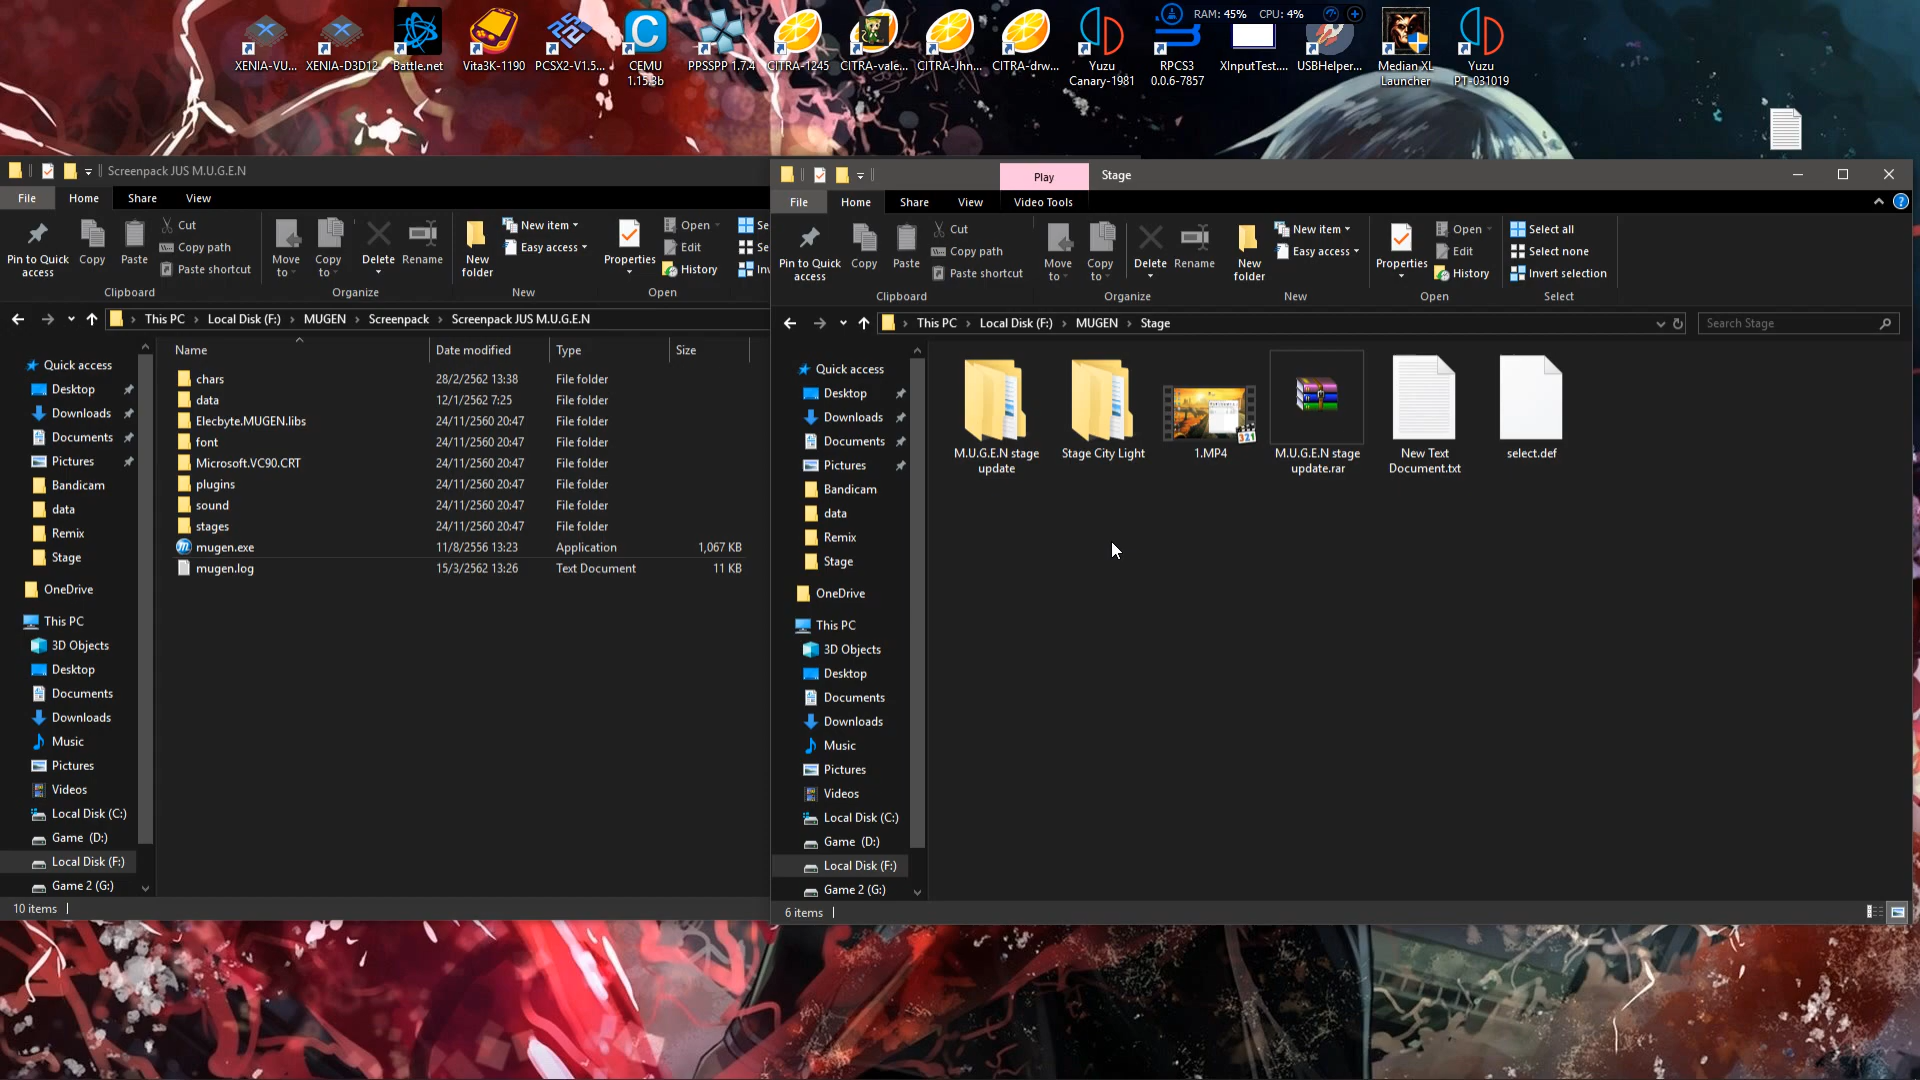 RAM: 45% CPU: 4%
XENIA-VU... XENIA-D3D12 Battle.net Vita3K-1190 PCSX2-V1.5... CEMU 1.15.3b PPSSPP 1.7.4 CITRA-1245 CITRA-vale... CITRA-Jhn... CITRA-drw... Yuzu Canary-1981 RPCS3 0.0.6-7857 XInputTest.... USBHelper... Median XL Launcher Yuzu PT-031019
Screenpack JUS M.U.G.E.N
File Home Share View
Pin to Quick access
Copy
Paste
Cut
Copy path
Paste shortcut
Clipboard
Move to
Copy to
Delete
Rename
Organize
New folder
New item
Easy access
New
Properties
Open
Edit
History
Open
Se
Se
Inv
This PC Local Disk (F:) MUGEN Screenpack Screenpack JUS M.U.G.E.N
Quick access
Desktop
Downloads
Documents
Pictures
Bandicam
data
Remix
Stage
OneDrive
This PC
3D Objects
Desktop
Documents
Downloads
Music
Pictures
Videos
Local Disk (C:)
Game (D:)
Local Disk (F:)
Game 2 (G:)
Name Date modified Type Size
chars 28/2/2562 13:38 File folder
data 12/1/2562 7:25 File folder
Elecbyte.MUGEN.libs 24/11/2560 20:47 File folder
font 24/11/2560 20:47 File folder
Microsoft.VC90.CRT 24/11/2560 20:47 File folder
plugins 24/11/2560 20:47 File folder
sound 24/11/2560 20:47 File folder
stages 24/11/2560 20:47 File folder
mugen.exe 11/8/2556 13:23 Application 1,067 KB
mugen.log 15/3/2562 13:26 Text Document 11 KB
10 items
Play Stage
File Home Share View Video Tools
Pin to Quick access
Copy
Paste
Cut
Copy path
Paste shortcut
Clipboard
Move to
Copy to
Delete
Rename
Organize
New folder
New item
Easy access
New
Properties
Open
Edit
History
Open
Select all
Select none
Invert selection
Select
This PC Local Disk (F:) MUGEN Stage
Search Stage
Quick access
Desktop
Downloads
Documents
Pictures
Bandicam
data
Remix
Stage
OneDrive
This PC
3D Objects
Desktop
Documents
Downloads
Music
Pictures
Videos
Local Disk (C:)
Game (D:)
Local Disk (F:)
Game 2 (G:)
M.U.G.E.N stage update
Stage City Light
321
1.MP4
M.U.G.E.N stage update.rar
New Text Document.txt
select.def
6 items